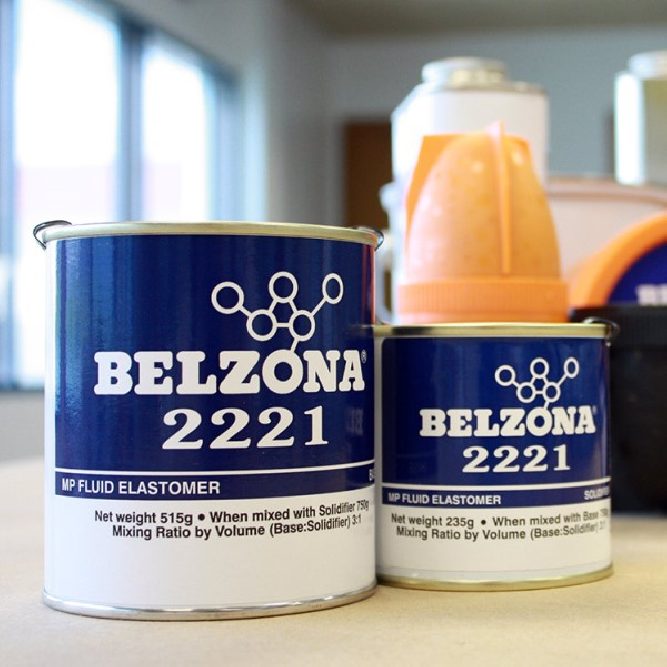 BELZONA®
2221
MP FLUID ELASTOMER
Net weight 515g • When mixed with Solidifier 750g
Mixing Ratio by Volume (Base:Solidifier) 3:1
BELZONA®
2221
MP FLUID ELASTOMER
Net weight 235g • When mixed with Base 750g
Mixing Ratio by Volume (Base:Solidifier) 3:1